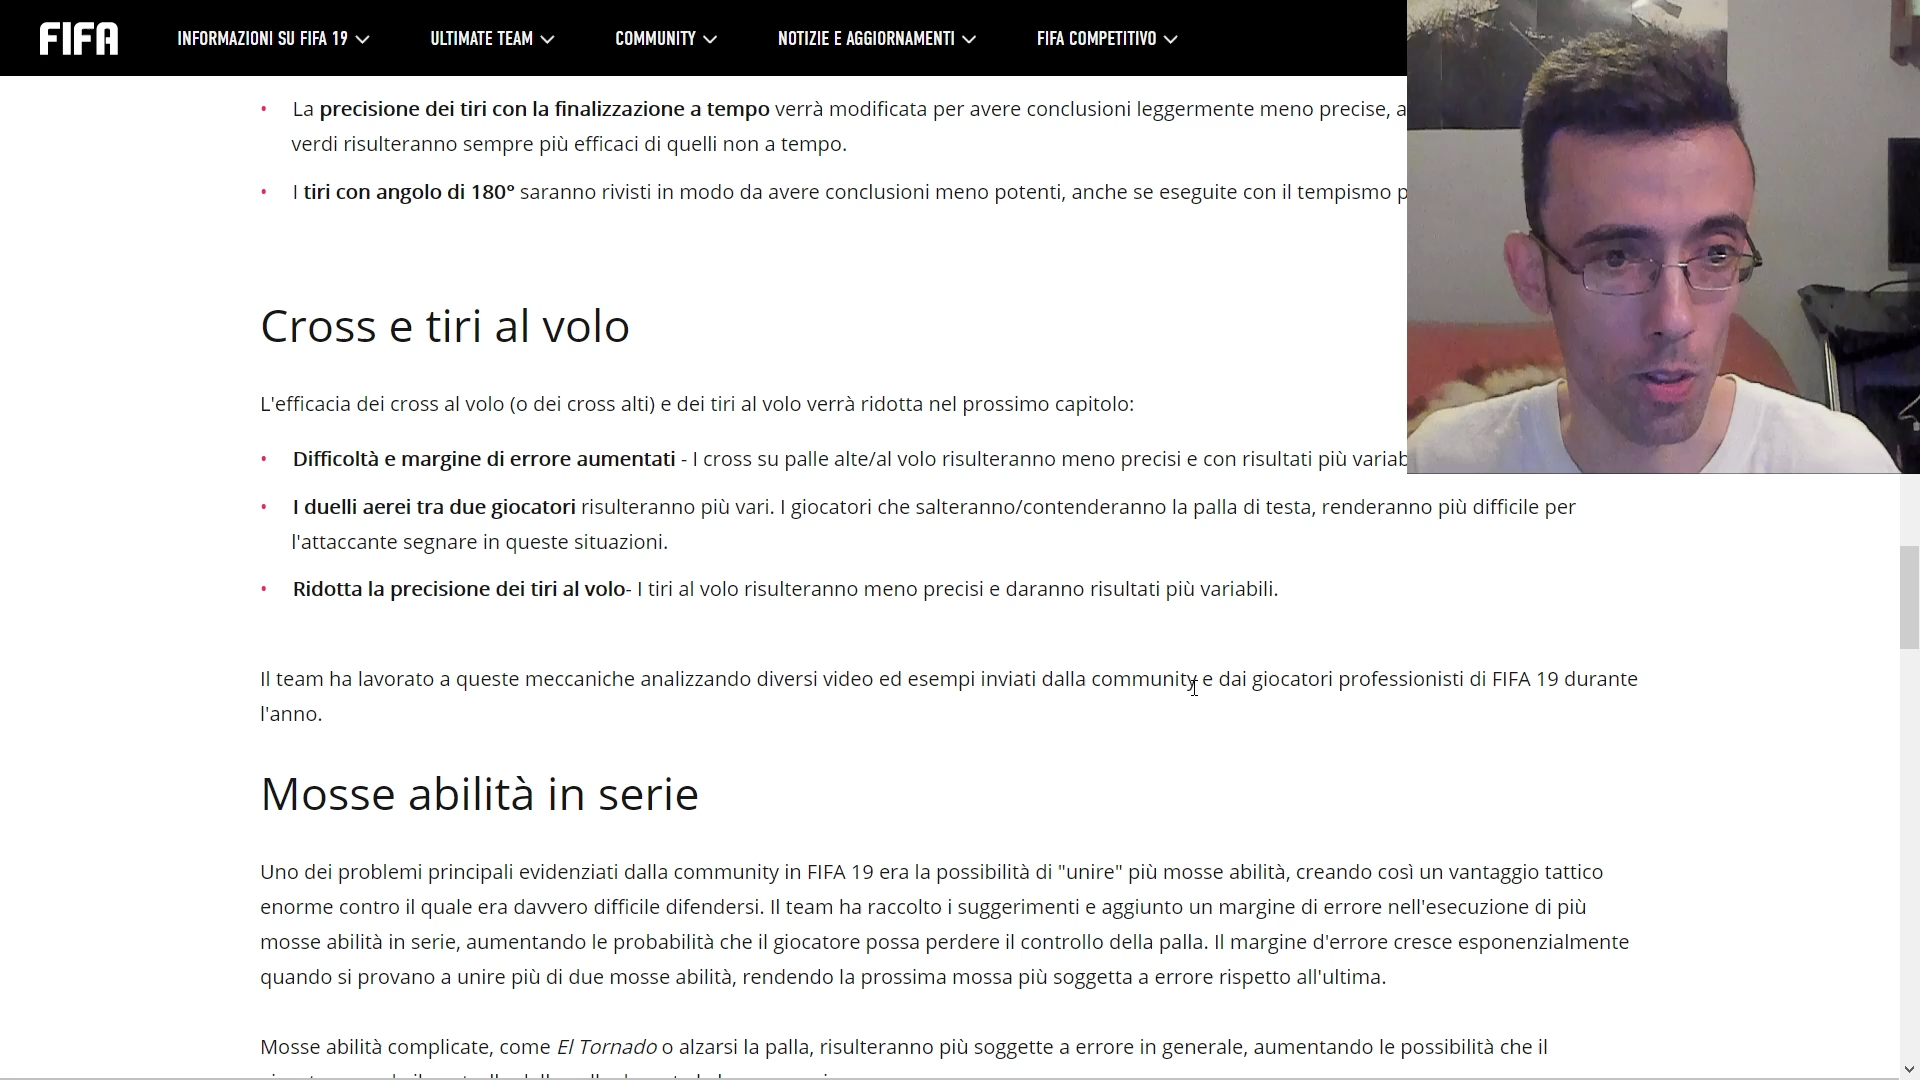 FIFA
INFORMAZIONI SU FIFA 19
ULTIMATE TEAM
COMMUNITY
NOTIZIE E AGGIORNAMENTI
FIFA COMPETITIVO
• La precisione dei tiri con la finalizzazione a tempo verrà modificata per avere conclusioni leggermente meno precise, a
verdi risulteranno sempre più efficaci di quelli non a tempo.
• I tiri con angolo di 180° saranno rivisti in modo da avere conclusioni meno potenti, anche se eseguite con il tempismo p
Cross e tiri al volo
L'efficacia dei cross al volo (o dei cross alti) e dei tiri al volo verrà ridotta nel prossimo capitolo:
• Difficoltà e margine di errore aumentati - I cross su palle alte/al volo risulteranno meno precisi e con risultati più variab
• I duelli aerei tra due giocatori risulteranno più vari. I giocatori che salteranno/contenderanno la palla di testa, renderanno più difficile per
l'attaccante segnare in queste situazioni.
• Ridotta la precisione dei tiri al volo- I tiri al volo risulteranno meno precisi e daranno risultati più variabili.
Il team ha lavorato a queste meccaniche analizzando diversi video ed esempi inviati dalla community e dai giocatori professionisti di FIFA 19 durante
l'anno.
Mosse abilità in serie
Uno dei problemi principali evidenziati dalla community in FIFA 19 era la possibilità di "unire" più mosse abilità, creando così un vantaggio tattico
enorme contro il quale era davvero difficile difendersi. Il team ha raccolto i suggerimenti e aggiunto un margine di errore nell'esecuzione di più
mosse abilità in serie, aumentando le probabilità che il giocatore possa perdere il controllo della palla. Il margine d'errore cresce esponenzialmente
quando si provano a unire più di due mosse abilità, rendendo la prossima mossa più soggetta a errore rispetto all'ultima.
Mosse abilità complicate, come El Tornado o alzarsi la palla, risulteranno più soggette a errore in generale, aumentando le possibilità che il